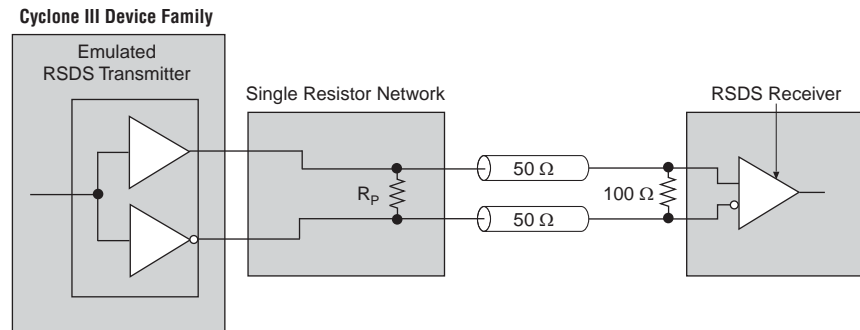 Cyclone III Device Family
Emulated
RSDS Transmitter
Single Resistor Network
RSDS Receiver
50 Ω
R_P
100 Ω
50 Ω